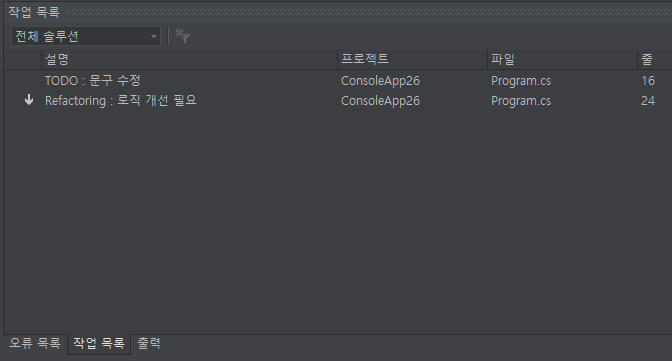 작업 목록
전체 솔루션
설명 프로젝트 파일 줄
TODO : 문구 수정 ConsoleApp26 Program.cs 16
Refactoring : 로직 개선 필요 ConsoleApp26 Program.cs 24
오류 목록 작업 목록 출력